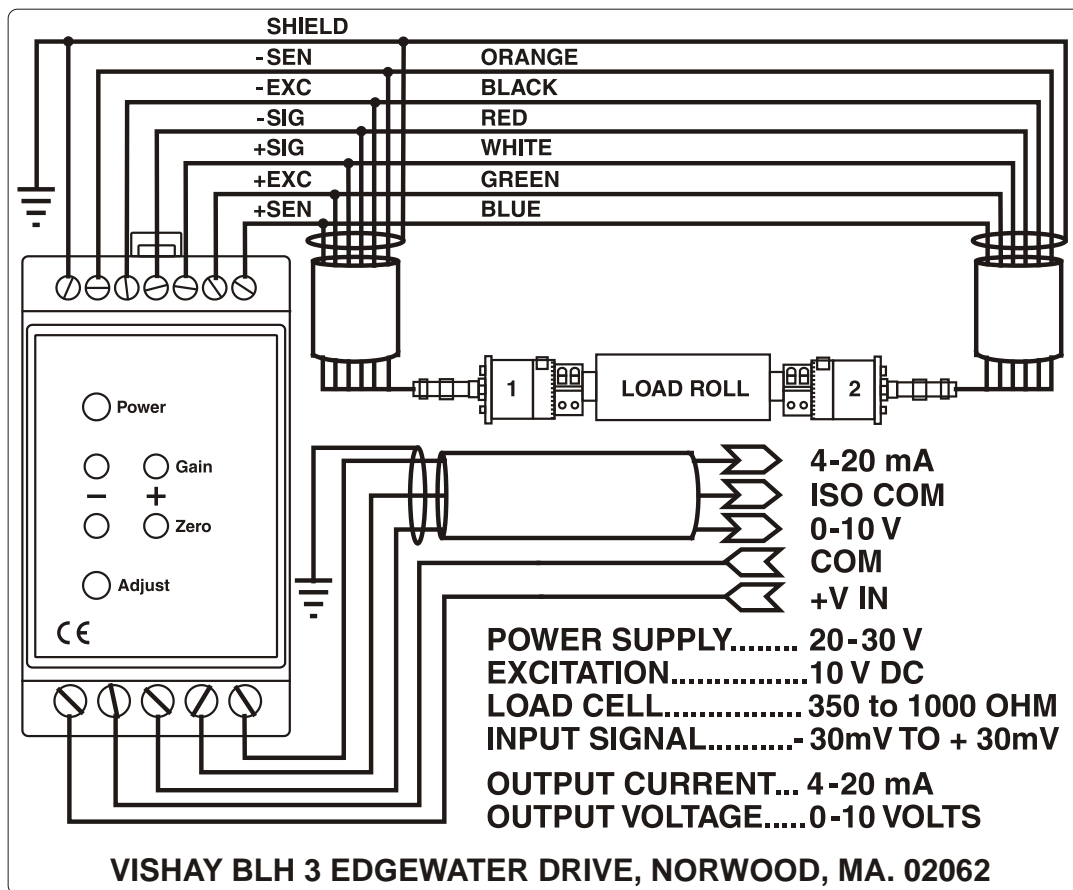 SHIELD
-SEN ORANGE
-EXC BLACK
-SIG RED
+SIG WHITE
+EXC GREEN
+SEN BLUE
1 LOAD ROLL 2
Power
Gain
- +
Zero
Adjust
CE
4-20 mA
ISO COM
0-10 V
COM
+V IN
POWER SUPPLY........ 20-30 V
EXCITATION................10 V DC
LOAD CELL................350 to 1000 OHM
INPUT SIGNAL..........- 30mV TO + 30mV
OUTPUT CURRENT... 4-20 mA
OUTPUT VOLTAGE.....0-10 VOLTS
VISHAY BLH 3 EDGEWATER DRIVE, NORWOOD, MA. 02062